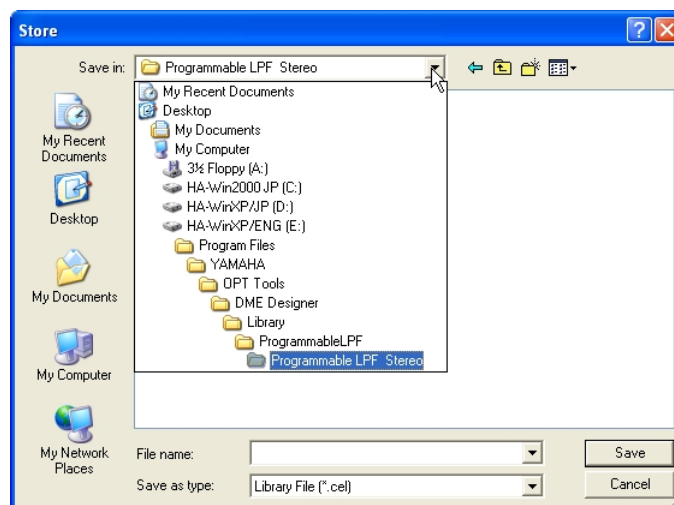 Store
Save in:
Programmable LPF  Stereo
My Recent Documents
Desktop
My Documents
My Computer
3½ Floppy (A:)
HA-Win2000 JP (C:)
HA-WinXP/JP (D:)
HA-WinXP/ENG (E:)
Program Files
YAMAHA
OPT Tools
DME Designer
Library
ProgrammableLPF
Programmable LPF  Stereo
My Recent
Documents
Desktop
My Documents
My Computer
My Network
Places
File name:
Save
Save as type:
Library File (*.cel)
Cancel